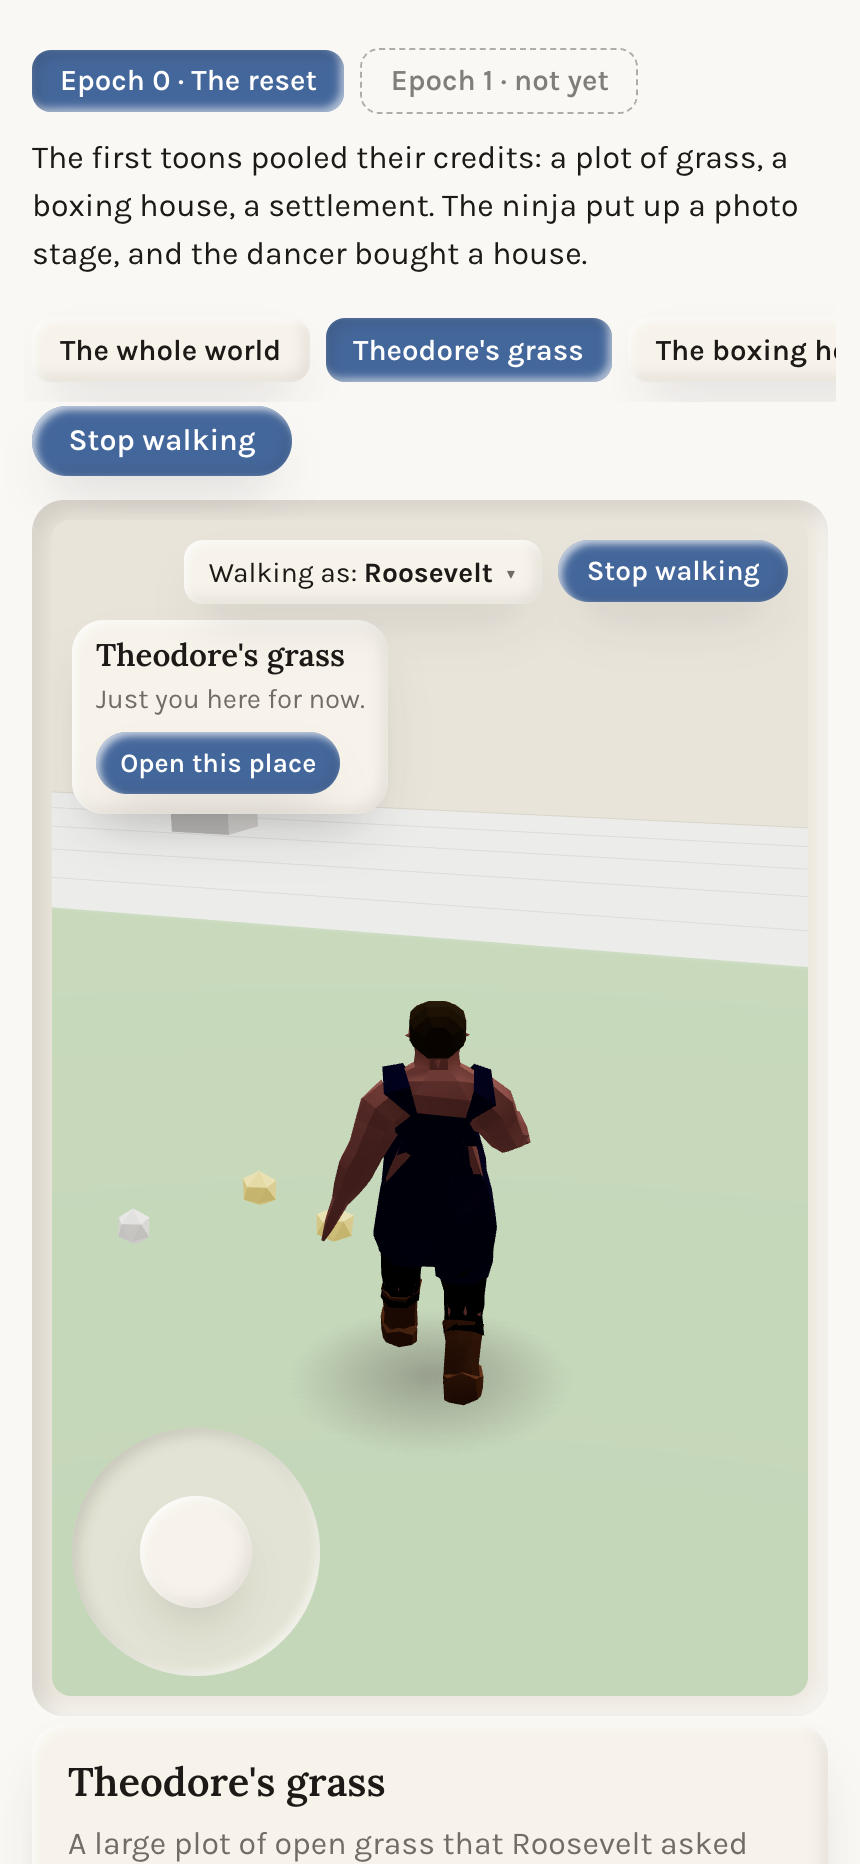 Epoch 0 · The reset
Epoch 1 · not yet
The first toons pooled their credits: a plot of grass, a
boxing house, a settlement. The ninja put up a photo
stage, and the dancer bought a house.
The whole world
Theodore's grass
The boxing
Stop walking
Walking as: Roosevelt ▾
Stop walking
Theodore's grass
Just you here for now.
Open this place
Theodore's grass
A large plot of open grass that Roosevelt asked